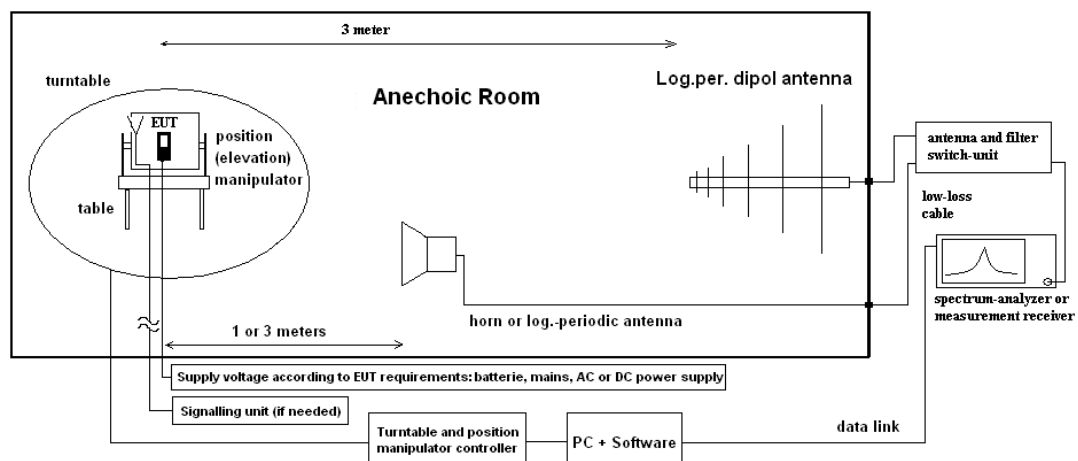 3 meter
turntable
Log.per. dipol antenna
Anechoic Room
EUT
position
(elevation)
manipulator
antenna and filter
switch-unit
table
low-loss
cable
spectrum-analyzer or
measurement receiver
horn or log.-periodic antenna
1 or 3 meters
Supply voltage according to EUT requirements: batterie, mains, AC or DC power supply
Signalling unit (if needed)
Turntable and position
manipulator controller
PC + Software
data link